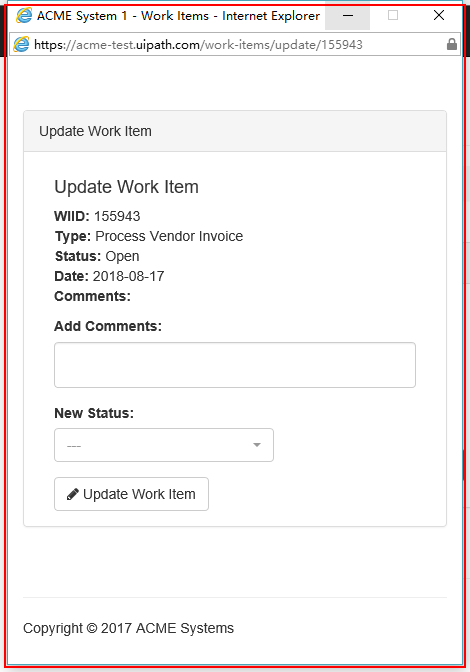 ACME System 1 - Work Items - Internet Explorer
https://acme-test.uipath.com/work-items/update/155943
Update Work Item
Update Work Item
WIID: 155943
Type: Process Vendor Invoice
Status: Open
Date: 2018-08-17
Comments:
Add Comments:
New Status:
---
Update Work Item
Copyright © 2017 ACME Systems